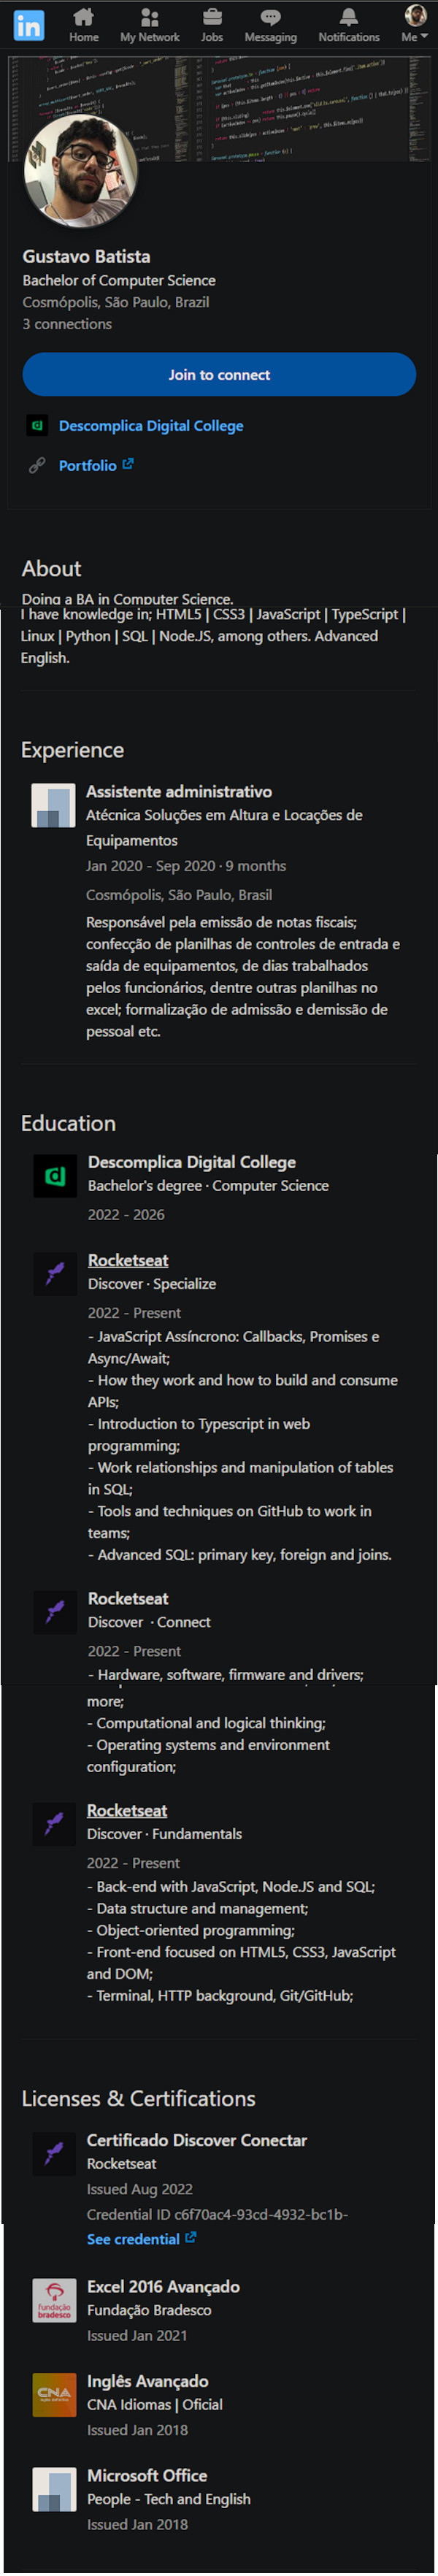 in
Home
My Network
Jobs
Messaging
Notifications
Me
Gustavo Batista
Bachelor of Computer Science
Cosmópolis, São Paulo, Brazil
3 connections
Join to connect
Descomplica Digital College
Portfolio
About
Doing a BA in Computer Science.
I have knowledge in; HTML5 | CSS3 | JavaScript | TypeScript |
Linux | Python | SQL | Node.JS, among others. Advanced
English.
Experience
Assistente administrativo
Atécnica Soluções em Altura e Locações de
Equipamentos
Jan 2020 - Sep 2020 · 9 months
Cosmópolis, São Paulo, Brasil
Responsável pela emissão de notas fiscais;
confecção de planilhas de controles de entrada e
saída de equipamentos, de dias trabalhados
pelos funcionários, dentre outras planilhas no
excel; formalização de admissão e demissão de
pessoal etc.
Education
Descomplica Digital College
Bachelor's degree · Computer Science
2022 - 2026
Rocketseat
Discover · Specialize
2022 - Present
- JavaScript Assíncrono: Callbacks, Promises e
Async/Await;
- How they work and how to build and consume
APIs;
- Introduction to Typescript in web
programming;
- Work relationships and manipulation of tables
in SQL;
- Tools and techniques on GitHub to work in
teams;
- Advanced SQL: primary key, foreign and joins.
Rocketseat
Discover · Connect
2022 - Present
- Hardware, software, firmware and drivers;
more;
- Computational and logical thinking;
- Operating systems and environment
configuration;
Rocketseat
Discover · Fundamentals
2022 - Present
- Back-end with JavaScript, Node.JS and SQL;
- Data structure and management;
- Object-oriented programming;
- Front-end focused on HTML5, CSS3, JavaScript
and DOM;
- Terminal, HTTP background, Git/GitHub;
Licenses & Certifications
Certificado Discover Conectar
Rocketseat
Issued Aug 2022
Credential ID c6f70ac4-93cd-4932-bc1b-
See credential
fundação
bradesco
Excel 2016 Avançado
Fundação Bradesco
Issued Jan 2021
CNA
Inglês Avançado
CNA Idiomas | Oficial
Issued Jan 2018
Microsoft Office
People - Tech and English
Issued Jan 2018